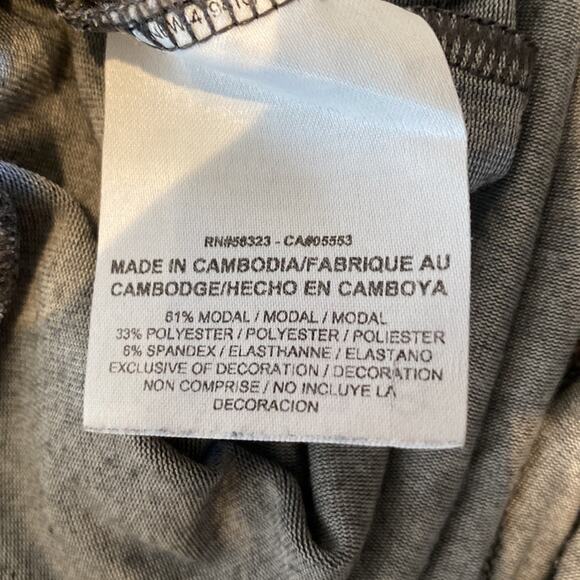 RN#56323 - CA#05553
MADE IN CAMBODIA/FABRIQUE AU
CAMBODGE/HECHO EN CAMBOYA
61% MODAL / MODAL / MODAL
33% POLYESTER / POLYESTER / POLIESTER
6% SPANDEX / ELASTHANNE / ELASTANO
EXCLUSIVE OF DECORATION / DECORATION
NON COMPRISE / NO INCLUYE LA
DECORACION